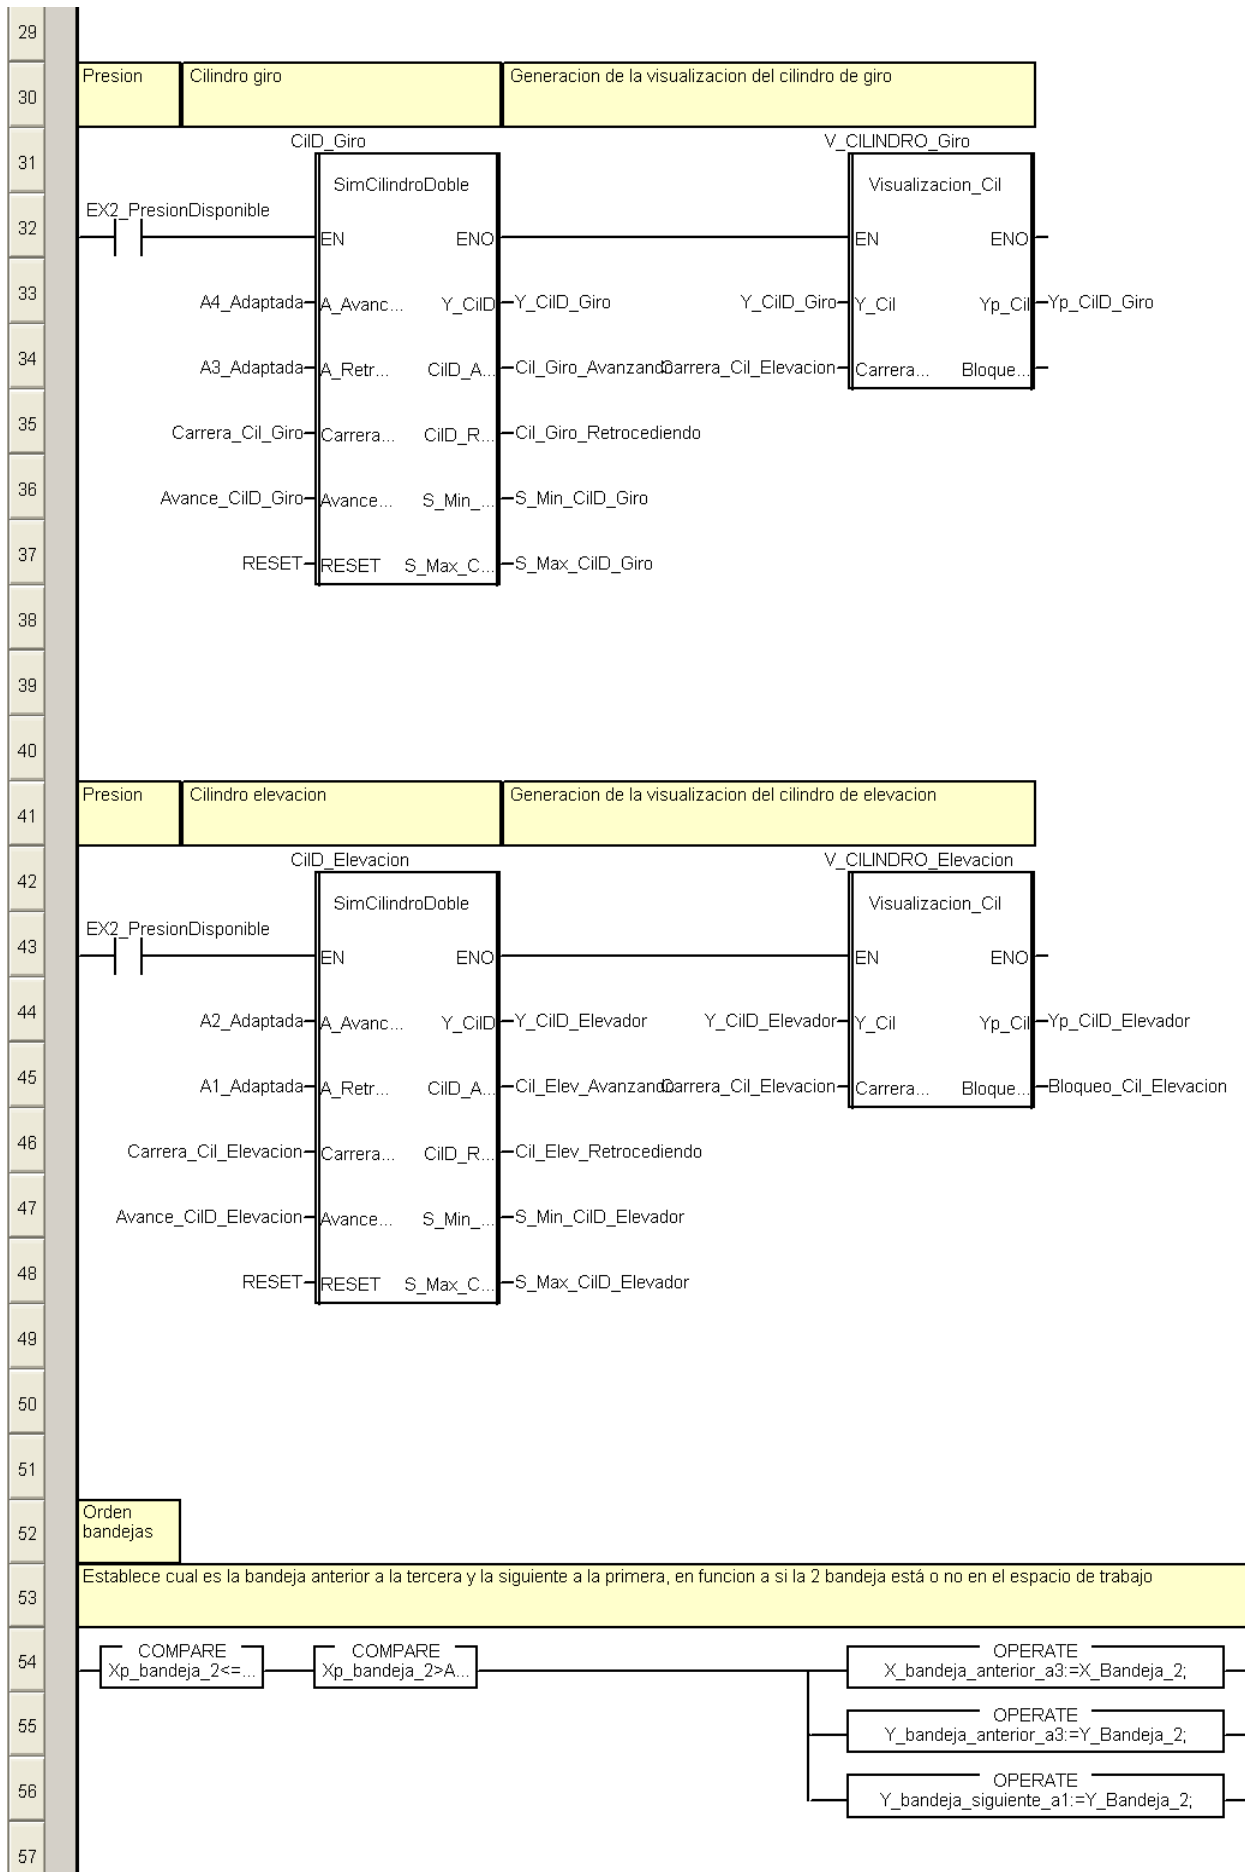 29
30
Presion
Cilindro giro
Generacion de la visualizacion del cilindro de giro
31
CilD_Giro
V_CILINDRO_Giro
SimCilindroDoble
Visualizacion_Cil
32
EX2_PresionDisponible
EN
ENO
EN
ENO
33
A4_Adaptada
A_Avanc...
Y_CilD
Y_CilD_Giro
Y_CilD_Giro
Y_Cil
Yp_Cil
Yp_CilD_Giro
34
A3_Adaptada
A_Retr...
CilD_A...
Cil_Giro_Avanzando
Carrera_Cil_Elevacion
Carrera...
Bloque...
35
Carrera_Cil_Giro
Carrera...
CilD_R...
Cil_Giro_Retrocediendo
36
Avance_CilD_Giro
Avance...
S_Min_...
S_Min_CilD_Giro
37
RESET
RESET
S_Max_C...
S_Max_CilD_Giro
38
39
40
41
Presion
Cilindro elevacion
Generacion de la visualizacion del cilindro de elevacion
42
CilD_Elevacion
V_CILINDRO_Elevacion
SimCilindroDoble
Visualizacion_Cil
43
EX2_PresionDisponible
EN
ENO
EN
ENO
44
A2_Adaptada
A_Avanc...
Y_CilD
Y_CilD_Elevador
Y_CilD_Elevador
Y_Cil
Yp_Cil
Yp_CilD_Elevador
45
A1_Adaptada
A_Retr...
CilD_A...
Cil_Elev_Avanzando
Carrera_Cil_Elevacion
Carrera...
Bloque...
Bloqueo_Cil_Elevacion
46
Carrera_Cil_Elevacion
Carrera...
CilD_R...
Cil_Elev_Retrocediendo
47
Avance_CilD_Elevacion
Avance...
S_Min_...
S_Min_CilD_Elevador
48
RESET
RESET
S_Max_C...
S_Max_CilD_Elevador
49
50
51
52
Orden
bandejas
53
Establece cual es la bandeja anterior a la tercera y la siguiente a la primera, en funcion a si la 2 bandeja está o no en el espacio de trabajo
54
COMPARE
Xp_bandeja_2<=...
COMPARE
Xp_bandeja_2>A...
OPERATE
X_bandeja_anterior_a3:=X_Bandeja_2;
55
OPERATE
Y_bandeja_anterior_a3:=Y_Bandeja_2;
56
OPERATE
Y_bandeja_siguiente_a1:=Y_Bandeja_2;
57